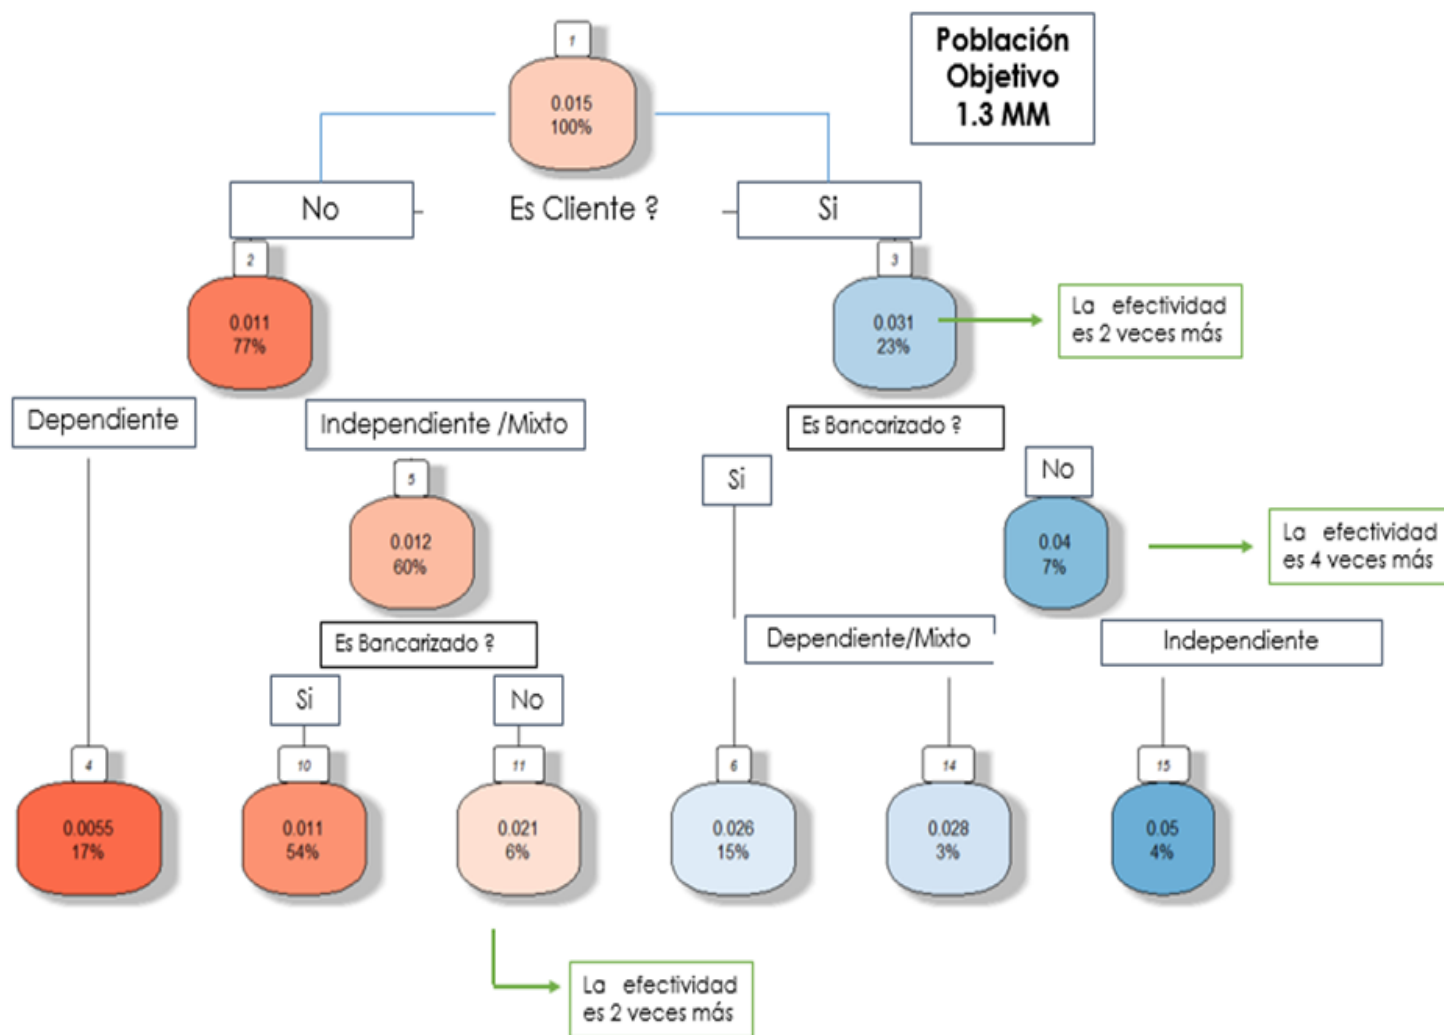 1
0.015
100%
Población
Objetivo
1.3 MM
No
Es Cliente ?
Si
2
0.011
77%
3
0.031
23%
La efectividad
es 2 veces más
Dependiente
Independiente /Mixto
Es Bancarizado ?
Si
No
5
0.012
60%
0.04
7%
La efectividad
es 4 veces más
Es Bancarizado ?
Dependiente/Mixto
Independiente
Si
No
4
0.0055
17%
10
0.011
54%
11
0.021
6%
6
0.026
15%
14
0.028
3%
15
0.05
4%
La efectividad
es 2 veces más